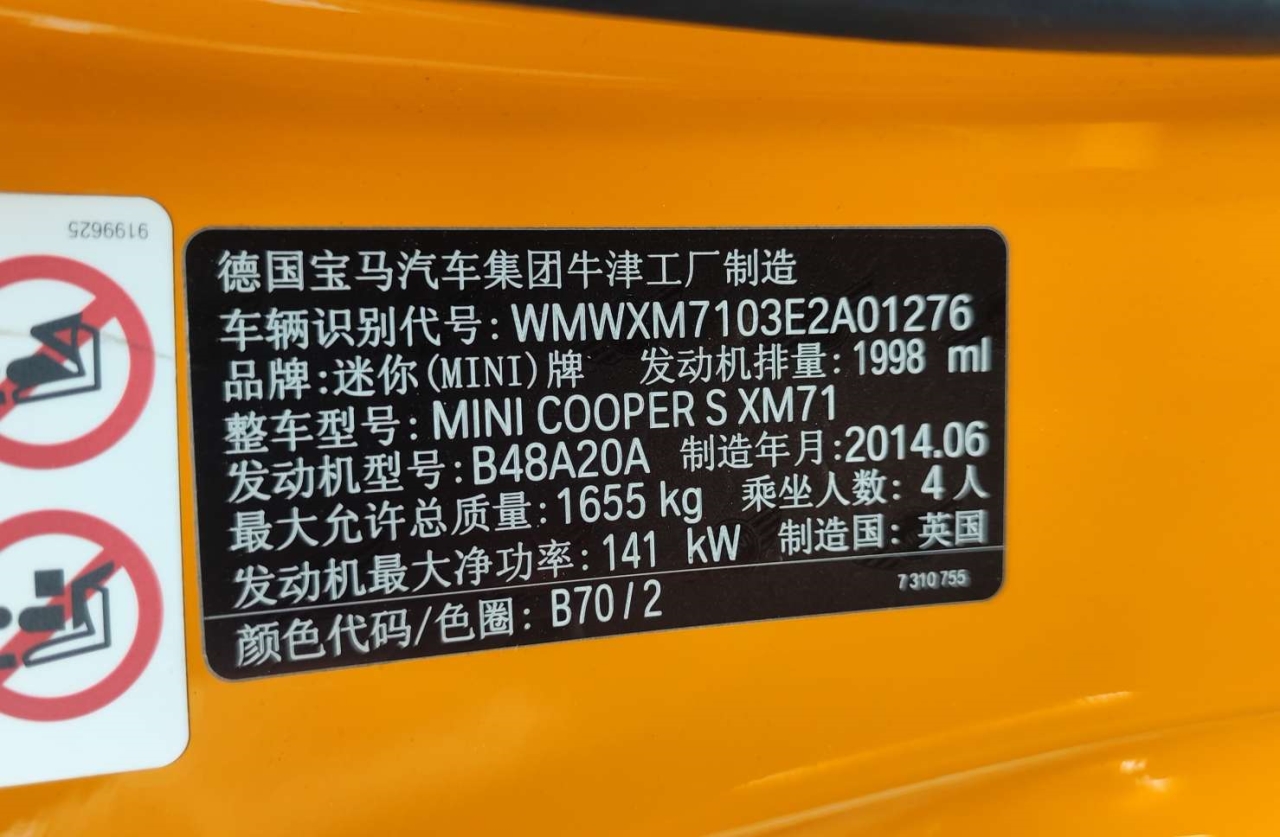 9199625
德国宝马汽车集团牛津工厂制造
车辆识别代号: WMWXM7103E2A01276
品牌:迷你(MINI)牌 发动机排量: 1998 ml
整车型号: MINI COOPER S XM71
发动机型号: B48A20A 制造年月:2014.06
最大允许总质量: 1655 kg 乘坐人数: 4人
发动机最大净功率: 141 kW 制造国: 英国
颜色代码/色圈: B70/2 7 310 755